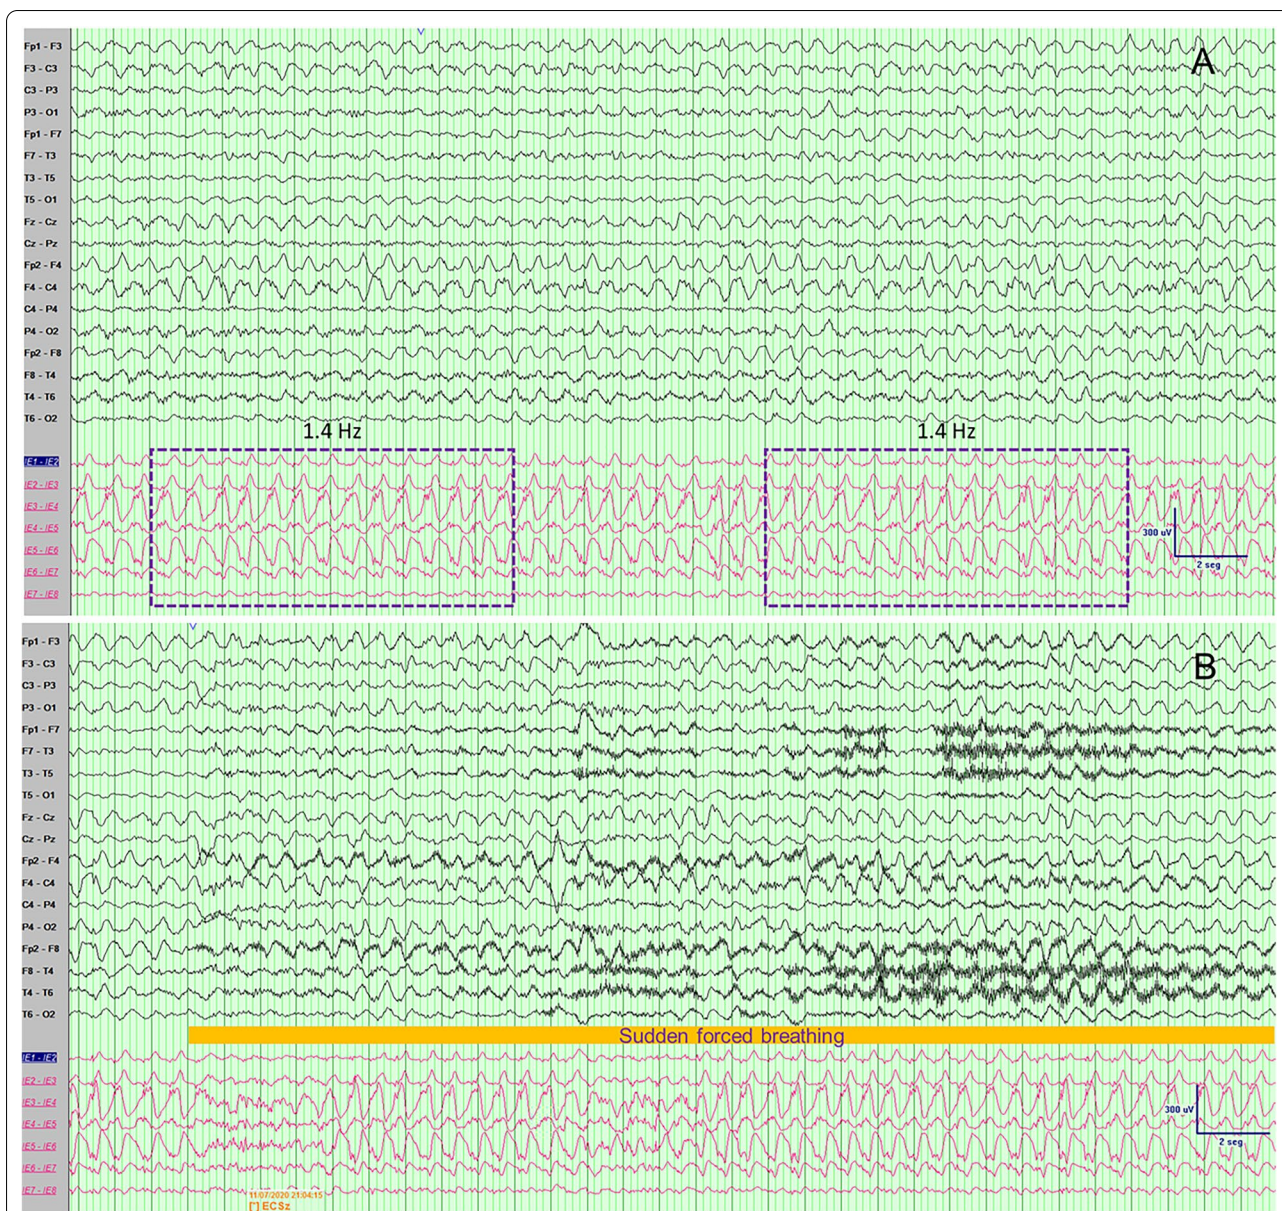 A
Fp1 - F3
F3 - C3
C3 - P3
P3 - O1
Fp1 - F7
F7 - T3
T3 - T5
T5 - O1
Fz - Cz
Cz - Pz
Fp2 - F4
F4 - C4
C4 - P4
P4 - O2
Fp2 - F8
F8 - T4
T4 - T6
T6 - O2
1.4 Hz 1.4 Hz
IE1 - IE2
IE2 - IE3
IE3 - IE4
IE4 - IE5
300 uV
IE5 - IE6
2 seg
IE6 - IE7
IE7 - IE8
Fp1 - F3
B
F3 - C3
C3 - P3
P3 - O1
Fp1 - F7
F7 - T3
T3 - T5
T5 - O1
Fz - Cz
Cz - Pz
Fp2 - F4
F4 - C4
C4 - P4
P4 - O2
Fp2 - F8
F8 - T4
T4 - T6
T6 - O2
Sudden forced breathing
IE1 - IE2
IE2 - IE3
IE3 - IE4
300 uV
IE4 - IE5
IE5 - IE6
2 seg
IE6 - IE7
IE7 - IE8
11/07/2020 21:04:15
[*] ECSz